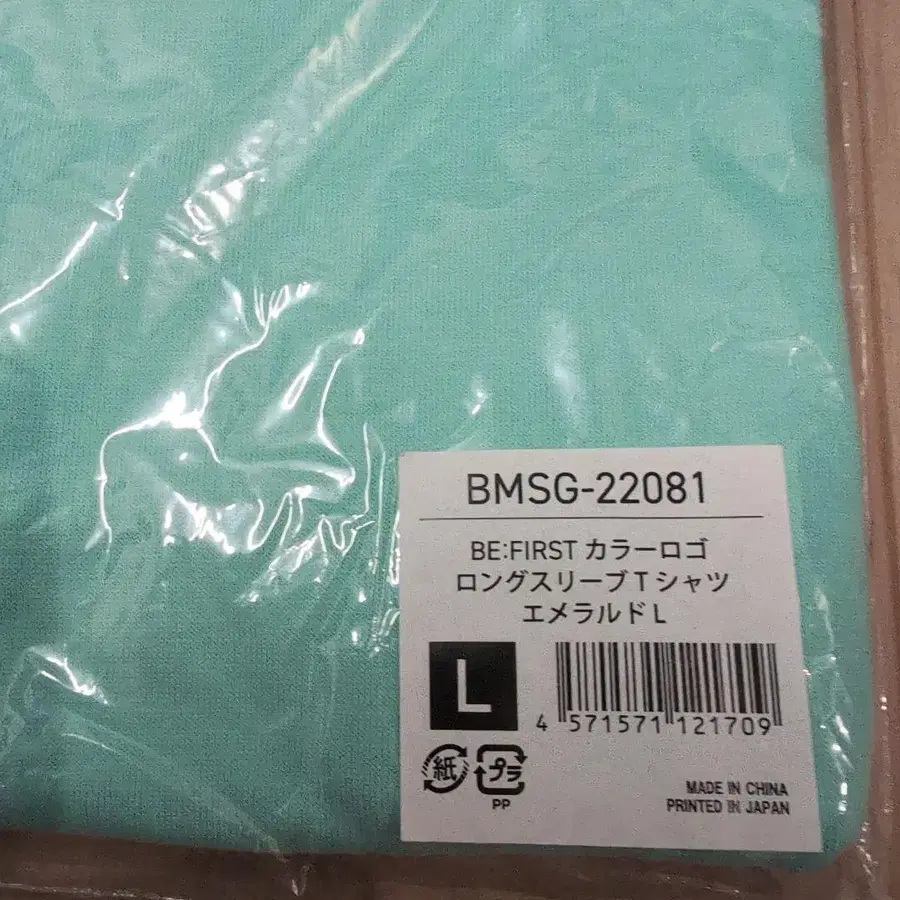 BMSG-22081
BE:FIRST カラーロゴ
ロングスリーブTシャツ
エメラルドL
L
4 571571 121709
紙 プラ
PP
MADE IN CHINA
PRINTED IN JAPAN